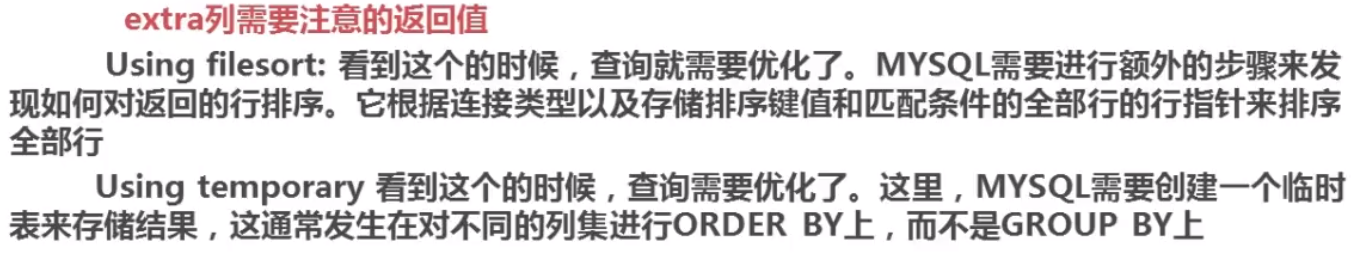 extra列需要注意的返回值
Using filesort: 看到这个的时候，查询就需要优化了。MYSQL需要进行额外的步骤来发
现如何对返回的行排序。它根据连接类型以及存储排序键值和匹配条件的全部行的行指针来排序
全部行
Using temporary 看到这个的时候，查询需要优化了。这里，MYSQL需要创建一个临时
表来存储结果，这通常发生在对不同的列集进行ORDER BY上，而不是GROUP BY上